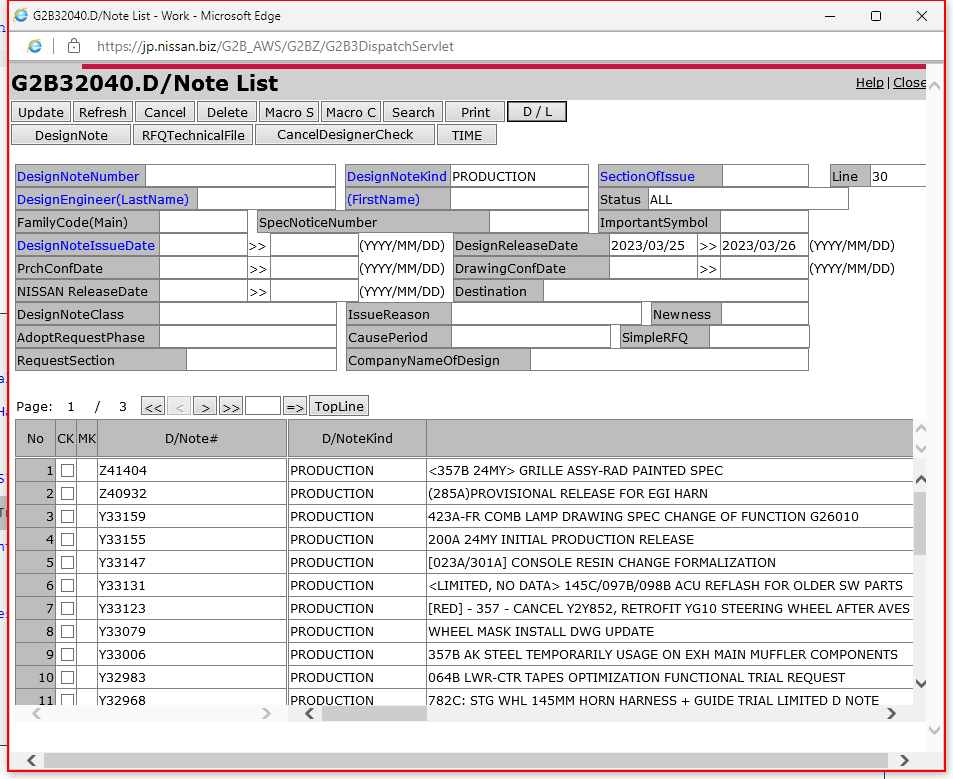 G2B32040.D/Note List - Work - Microsoft Edge
https://jp.nissan.biz/G2B_AWS/G2BZ/G2B3DispatchServlet
G2B32040.D/Note List
Help | Close
Update Refresh Cancel Delete Macro S Macro C Search Print D / L
DesignNote RFQTechnicalFile CancelDesignerCheck TIME
DesignNoteNumber DesignNoteKind PRODUCTION SectionOfIssue Line 30
DesignEngineer(LastName) (FirstName) Status ALL
FamilyCode(Main) SpecNoticeNumber ImportantSymbol
DesignNoteIssueDate >> (YYYY/MM/DD) DesignReleaseDate 2023/03/25 >> 2023/03/26 (YYYY/MM/DD)
PrchConfDate >> (YYYY/MM/DD) DrawingConfDate >> (YYYY/MM/DD)
NISSAN ReleaseDate >> (YYYY/MM/DD) Destination
DesignNoteClass IssueReason Newness
AdoptRequestPhase CausePeriod SimpleRFQ
RequestSection CompanyNameOfDesign
Page: 1 / 3 << < > >> => TopLine
No CK MK D/Note# D/NoteKind
1 Z41404 PRODUCTION <357B 24MY> GRILLE ASSY-RAD PAINTED SPEC
2 Z40932 PRODUCTION (285A)PROVISIONAL RELEASE FOR EGI HARN
3 Y33159 PRODUCTION 423A-FR COMB LAMP DRAWING SPEC CHANGE OF FUNCTION G26010
4 Y33155 PRODUCTION 200A 24MY INITIAL PRODUCTION RELEASE
5 Y33147 PRODUCTION [023A/301A] CONSOLE RESIN CHANGE FORMALIZATION
6 Y33131 PRODUCTION <LIMITED, NO DATA> 145C/097B/098B ACU REFLASH FOR OLDER SW PARTS
7 Y33123 PRODUCTION [RED] - 357 - CANCEL Y2Y852, RETROFIT YG10 STEERING WHEEL AFTER AVES
8 Y33079 PRODUCTION WHEEL MASK INSTALL DWG UPDATE
9 Y33006 PRODUCTION 357B AK STEEL TEMPORARILY USAGE ON EXH MAIN MUFFLER COMPONENTS
10 Y32983 PRODUCTION 064B LWR-CTR TAPES OPTIMIZATION FUNCTIONAL TRIAL REQUEST
11 Y32968 PRODUCTION 782C: STG WHL 145MM HORN HARNESS + GUIDE TRIAL LIMITED D NOTE